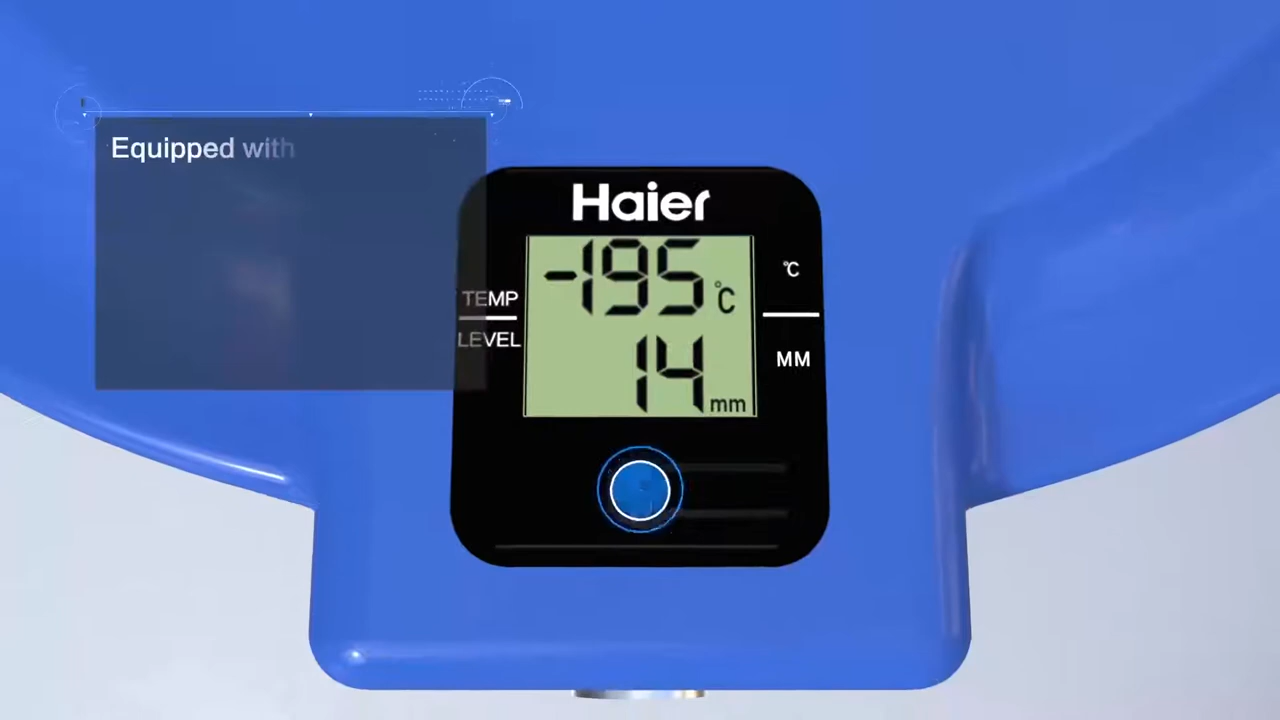 Equipped with
Haier
-195 °C
°C
TEMP
LEVEL
14 mm
MM